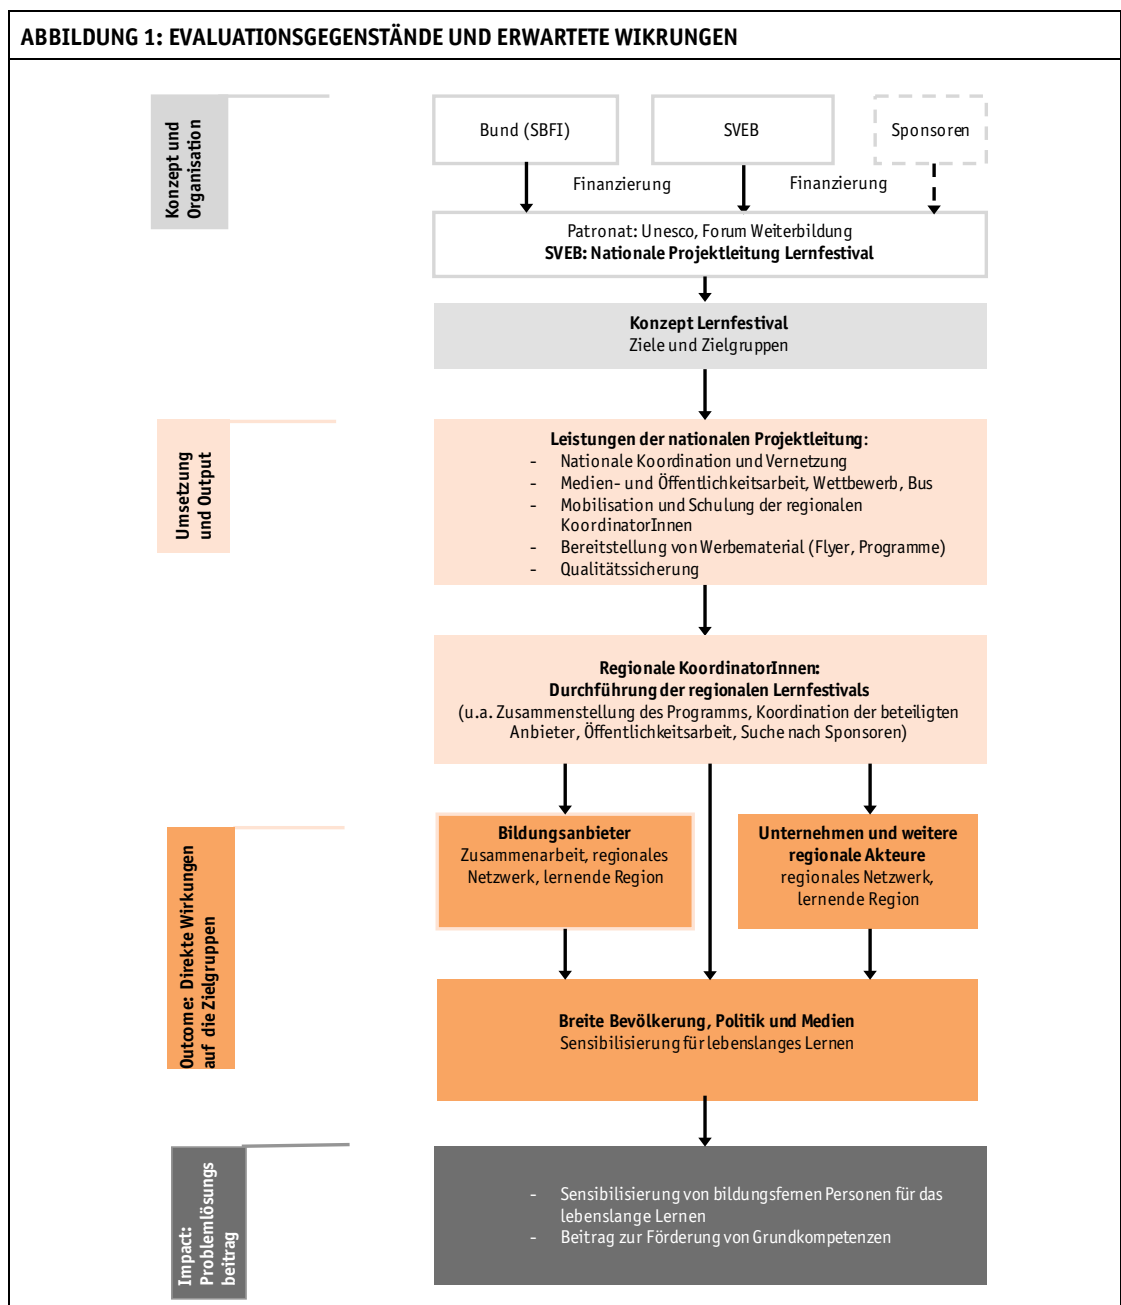 ABBILDUNG 1: EVALUATIONSGEGENSTÄNDE UND ERWARTETE WIKRUNGEN
Konzept und
Organisation
Bund (SBFI)
SVEB
Sponsoren
Finanzierung
Finanzierung
Patronat: Unesco, Forum Weiterbildung
SVEB: Nationale Projektleitung Lernfestival
Konzept Lernfestival
Ziele und Zielgruppen
Umsetzung
und Output
Leistungen der nationalen Projektleitung:
- Nationale Koordination und Vernetzung
- Medien- und Öffentlichkeitsarbeit, Wettbewerb, Bus
- Mobilisation und Schulung der regionalen
KoordinatorInnen
- Bereitstellung von Werbematerial (Flyer, Programme)
- Qualitätssicherung
Regionale KoordinatorInnen:
Durchführung der regionalen Lernfestivals
(u.a. Zusammenstellung des Programms, Koordination der beteiligten
Anbieter, Öffentlichkeitsarbeit, Suche nach Sponsoren)
Outcome: Direkte Wirkungen
auf die Zielgruppen
Bildungsanbieter
Zusammenarbeit, regionales
Netzwerk, lernende Region
Unternehmen und weitere
regionale Akteure
regionales Netzwerk,
lernende Region
Breite Bevölkerung, Politik und Medien
Sensibilisierung für lebenslanges Lernen
Impact:
Problemlösungs
beitrag
- Sensibilisierung von bildungsfernen Personen für das
lebenslange Lernen
- Beitrag zur Förderung von Grundkompetenzen